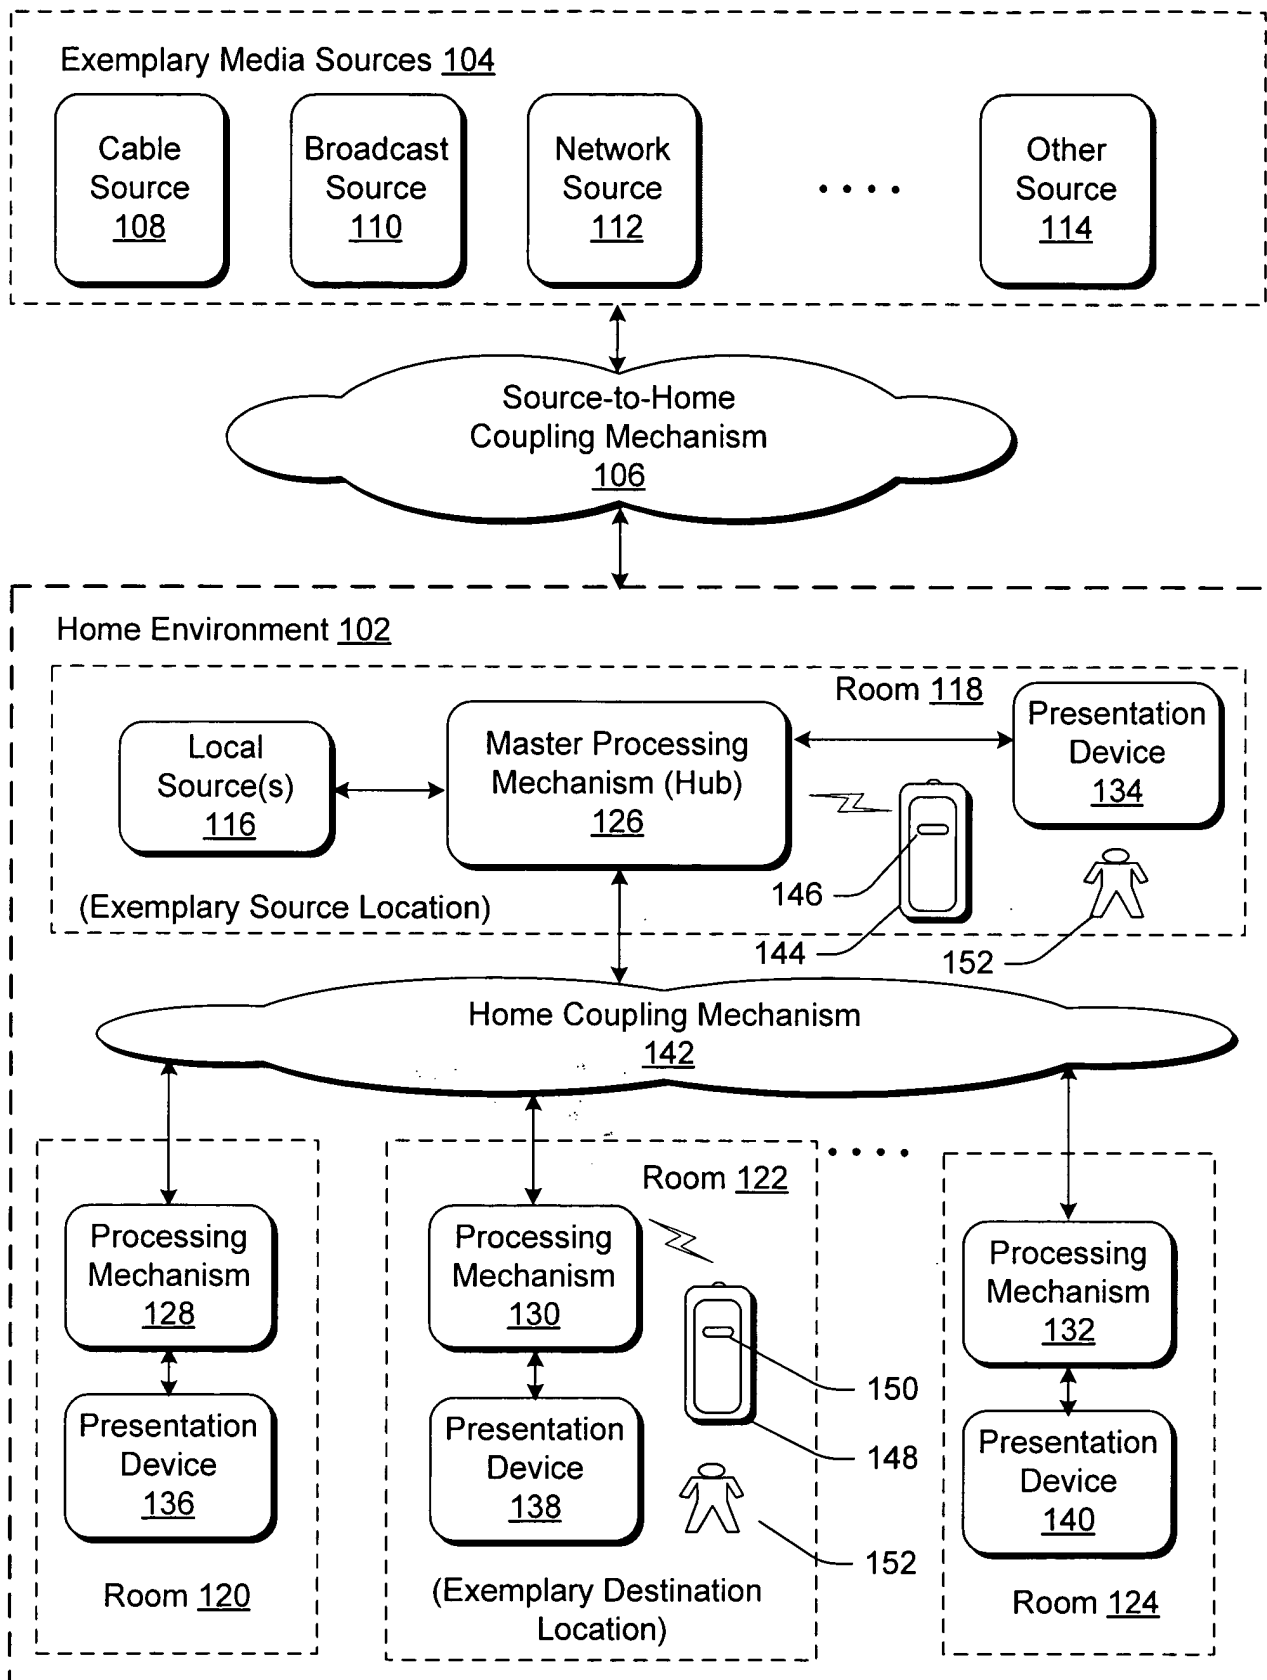 Exemplary Media Sources 104
Cable
Source
108
Broadcast
Source
110
Network
Source
112
Other
Source
114
Source-to-Home
Coupling Mechanism
106
Home Environment 102
Room 118
Local
Source(s)
116
Master Processing
Mechanism (Hub)
126
Presentation
Device
134
146
144
152
(Exemplary Source Location)
Home Coupling Mechanism
142
Processing
Mechanism
128
Presentation
Device
136
Room 120
Room 122
Processing
Mechanism
130
Presentation
Device
138
150
148
152
(Exemplary Destination
Location)
Processing
Mechanism
132
Presentation
Device
140
Room 124